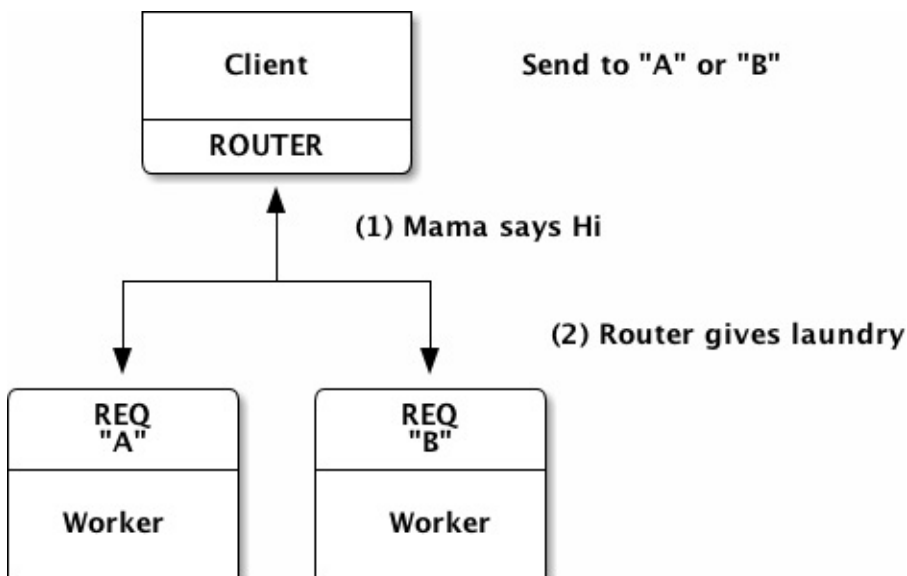 Client
Send to "A" or "B"
ROUTER
(1) Mama says Hi
(2) Router gives laundry
REQ
"A"
REQ
"B"
Worker
Worker